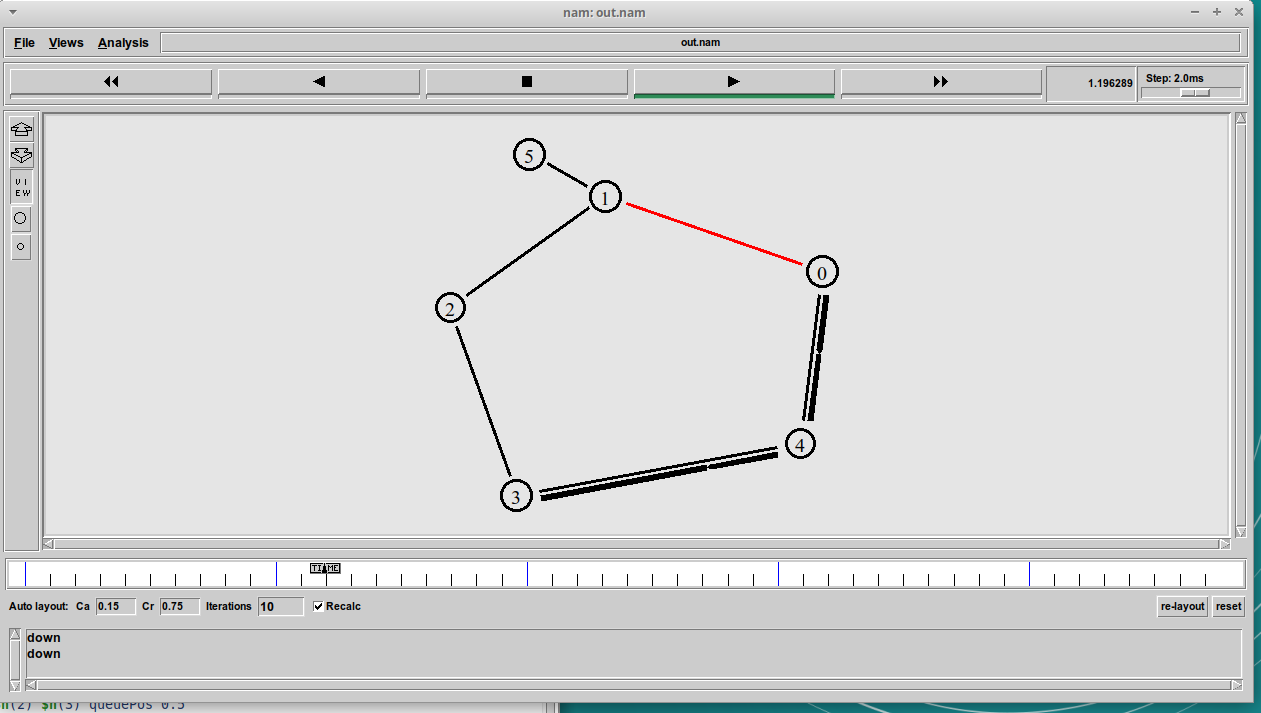 nam: out.nam
File Views Analysis out.nam
1.196289 Step: 2.0ms
VI
EW
5
1
0
2
4
3
TIME
Auto layout: Ca 0.15 Cr 0.75 Iterations 10 Recalc re-layout reset
down
down
$n(3) queuePos 0.5